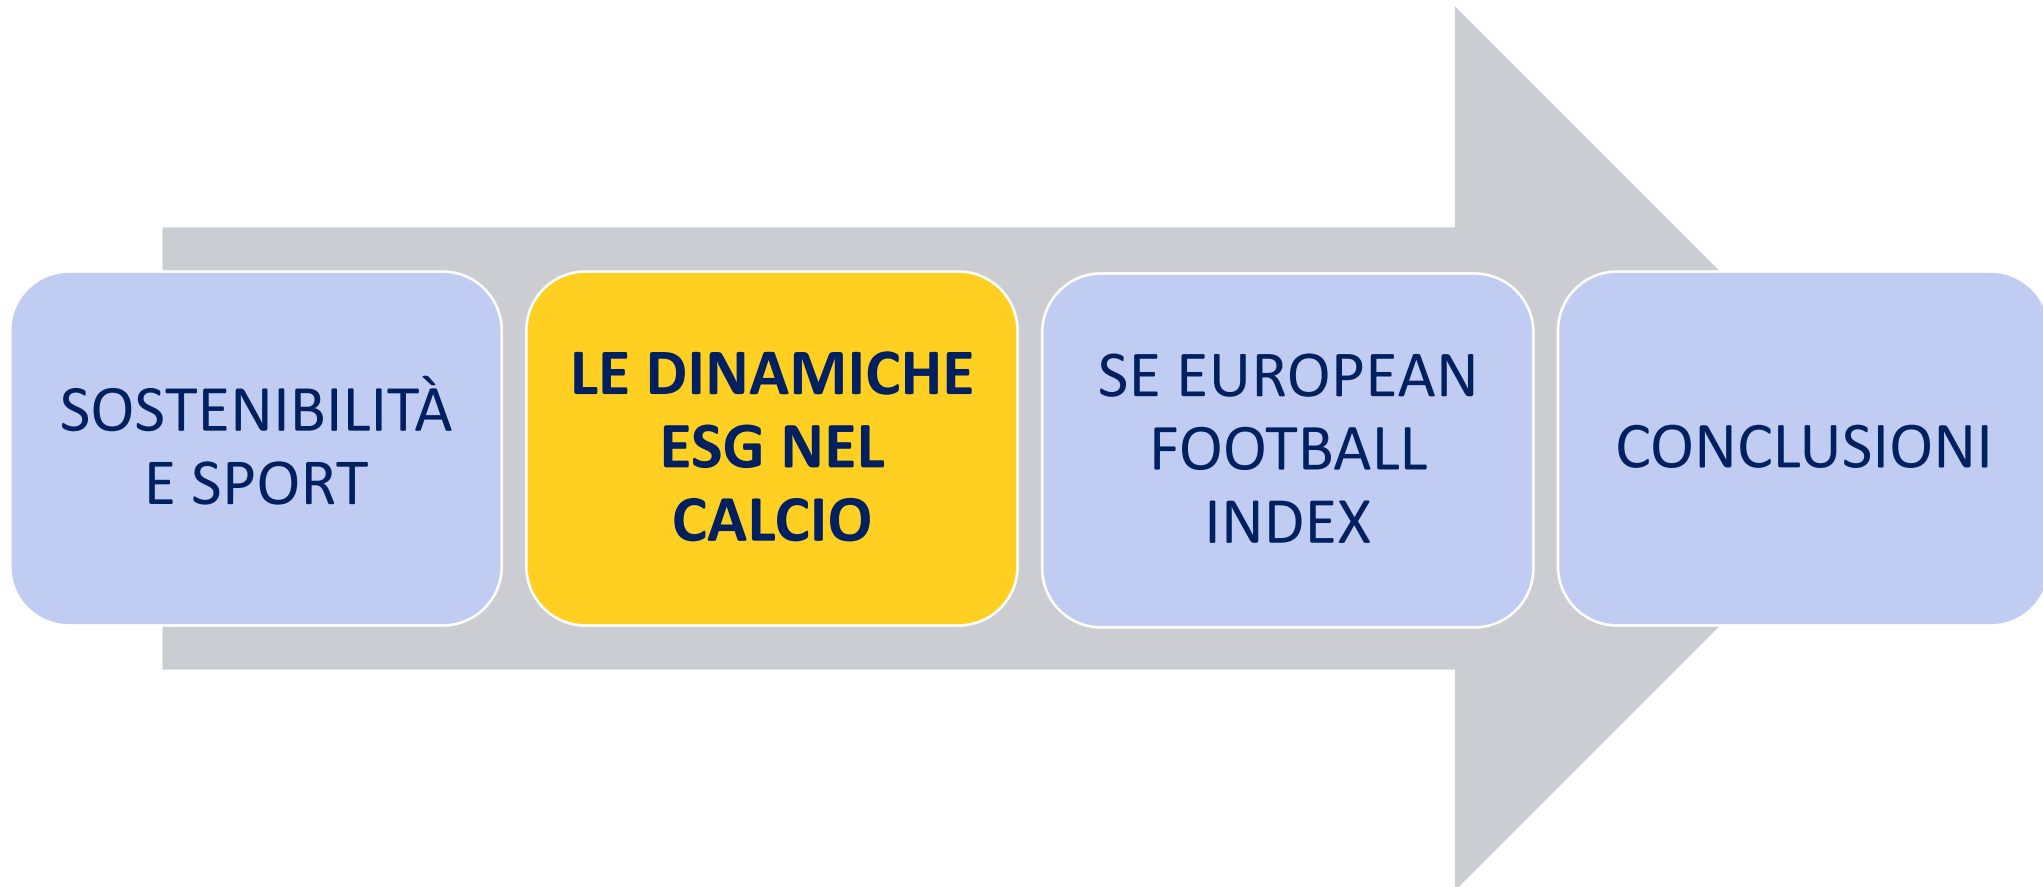 SOSTENIBILITÀ
E SPORT
LE DINAMICHE
ESG NEL
CALCIO
SE EUROPEAN
FOOTBALL
INDEX
CONCLUSIONI